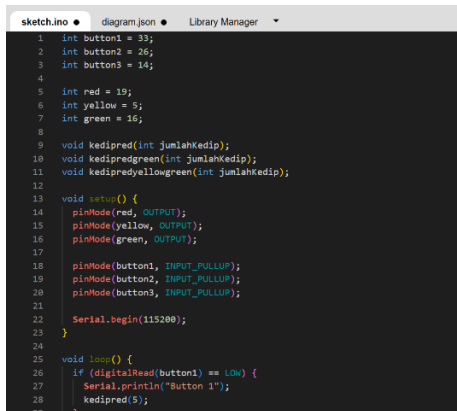 sketch.ino ● diagram.json ● Library Manager ▼
1 int button1 = 33;
2 int button2 = 26;
3 int button3 = 14;
4
5 int red = 19;
6 int yellow = 5;
7 int green = 16;
8
9 void kedipred(int jumlahKedip);
10 void kedipredgreen(int jumlahKedip);
11 void kedipredyellowgreen(int jumlahKedip);
12
13 void setup() {
14 pinMode(red, OUTPUT);
15 pinMode(yellow, OUTPUT);
16 pinMode(green, OUTPUT);
17
18 pinMode(button1, INPUT_PULLUP);
19 pinMode(button2, INPUT_PULLUP);
20 pinMode(button3, INPUT_PULLUP);
21
22 Serial.begin(115200);
23 }
24
25 void loop() {
26 if (digitalRead(button1) == LOW) {
27 Serial.println("Button 1");
28 kedipred(5);